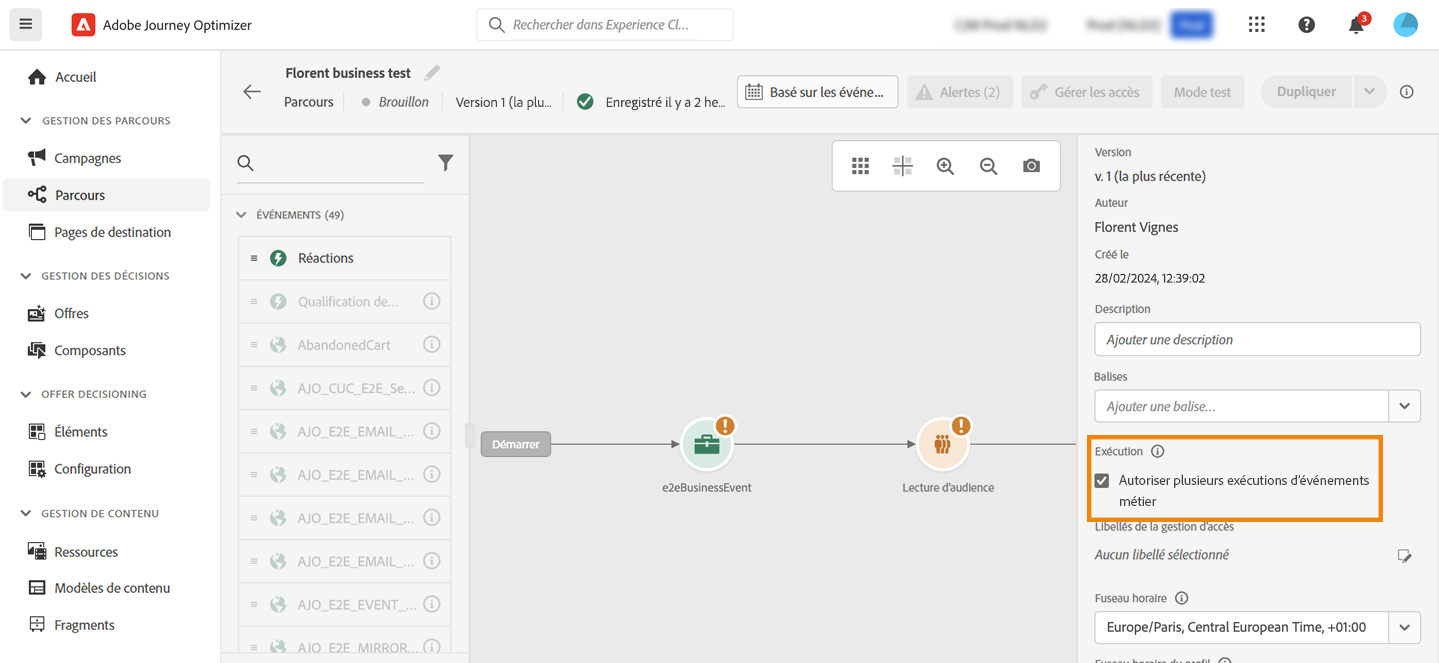 Adobe Journey Optimizer
Rechercher dans Experience Cl...
3
Accueil
GESTION DES PARCOURS
Campagnes
Parcours
Pages de destination
GESTION DES DÉCISIONS
Offres
Composants
OFFER DECISIONING
Éléments
Configuration
GESTION DE CONTENU
Ressources
Modèles de contenu
Fragments
Florent business test
Parcours
Brouillon
Version 1 (la plu...
Enregistré il y a 2 he...
Basé sur les événe...
Alertes (2)
Gérer les accès
Mode test
Dupliquer
ÉVÉNEMENTS (49)
Réactions
Qualification de...
AbandonedCart
AJO_CUC_E2E_Se...
AJO_E2E_EMAIL_...
AJO_E2E_EMAIL_...
AJO_E2E_EMAIL_...
AJO_E2E_EMAIL_...
AJO_E2E_EVENT_...
AJO_E2E_MIRROR...
Démarrer
e2eBusinessEvent
Lecture d'audience
Version
v. 1 (la plus récente)
Auteur
Florent Vignes
Créé le
28/02/2024, 12:39:02
Description
Ajouter une description
Balises
Ajouter une balise...
Exécution
Autoriser plusieurs exécutions d'événements
métier
Libellés de la gestion d'accès
Aucun libellé sélectionné
Fuseau horaire
Europe/Paris, Central European Time, +01:00
Fuseau horaire du profil